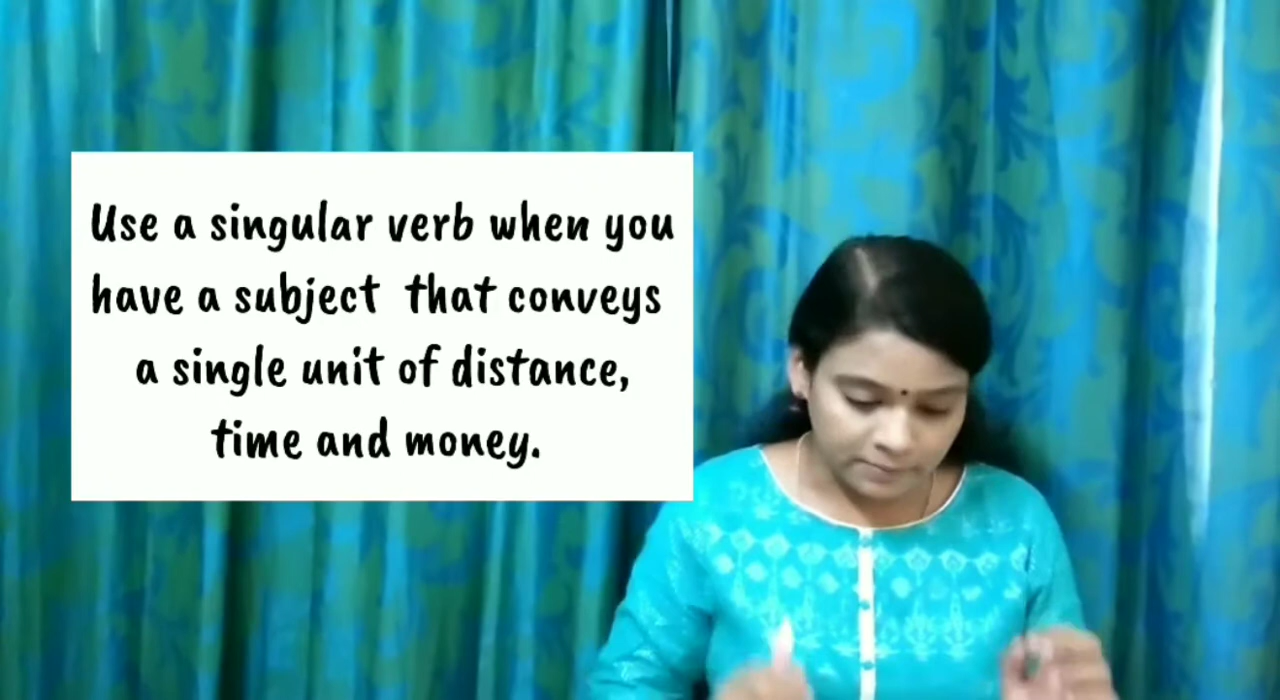 Use a singular verb when you
have a subject that conveys
a single unit of distance,
time and money.